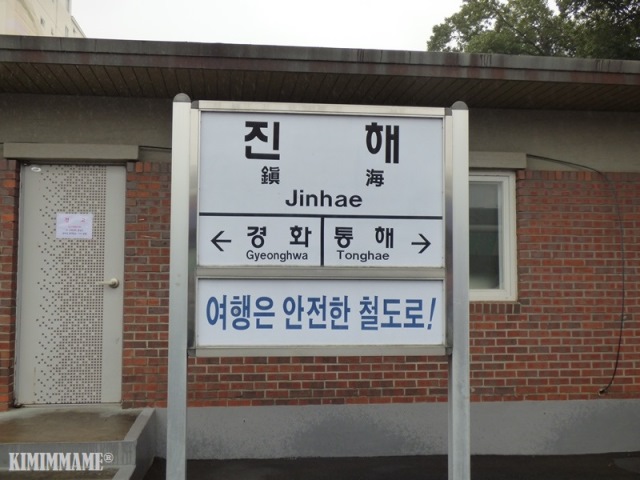 진 해
鎭 海
Jinhae
← 경 화 통 해 →
Gyeonghwa Tonghae
여행은 안전한 철도로!
KIMIMMAME®